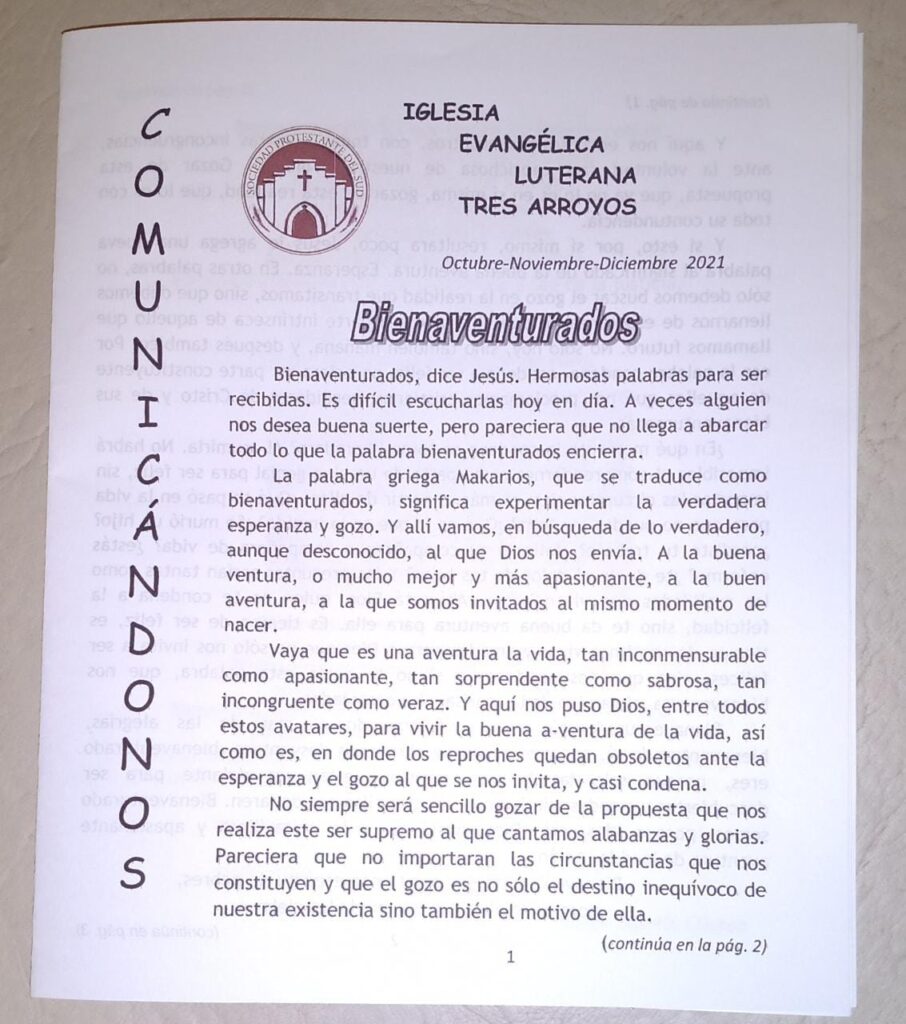 COMUNICÁNDONOS
IGLESIA
EVANGÉLICA
LUTERANA
TRES ARROYOS
SOCIEDAD PROTESTANTE DEL SUD
Octubre-Noviembre-Diciembre 2021
Bienaventurados
Bienaventurados, dice Jesús. Hermosas palabras para ser
recibidas. Es difícil escucharlas hoy en día. A veces alguien
nos desea buena suerte, pero pareciera que no llega a abarcar
todo lo que la palabra bienaventurados encierra.
La palabra griega Makarios, que se traduce como
bienaventurados, significa experimentar la verdadera
esperanza y gozo. Y allí vamos, en búsqueda de lo verdadero,
aunque desconocido, al que Dios nos envía. A la buena
ventura, o mucho mejor y más apasionante, a la buen
aventura, a la que somos invitados al mismo momento de
nacer.
Vaya que es una aventura la vida, tan inconmensurable
como apasionante, tan sorprendente como sabrosa, tan
incongruente como veraz. Y aquí nos puso Dios, entre todos
estos avatares, para vivir la buena a-ventura de la vida, así
como es, en donde los reproches quedan obsoletos ante la
esperanza y el gozo al que se nos invita, y casi condena.
No siempre será sencillo gozar de la propuesta que nos
realiza este ser supremo al que cantamos alabanzas y glorias.
Pareciera que no importaran las circunstancias que nos
constituyen y que el gozo es no sólo el destino inequívoco de
nuestra existencia sino también el motivo de ella.
(continúa en la pág. 2)
1